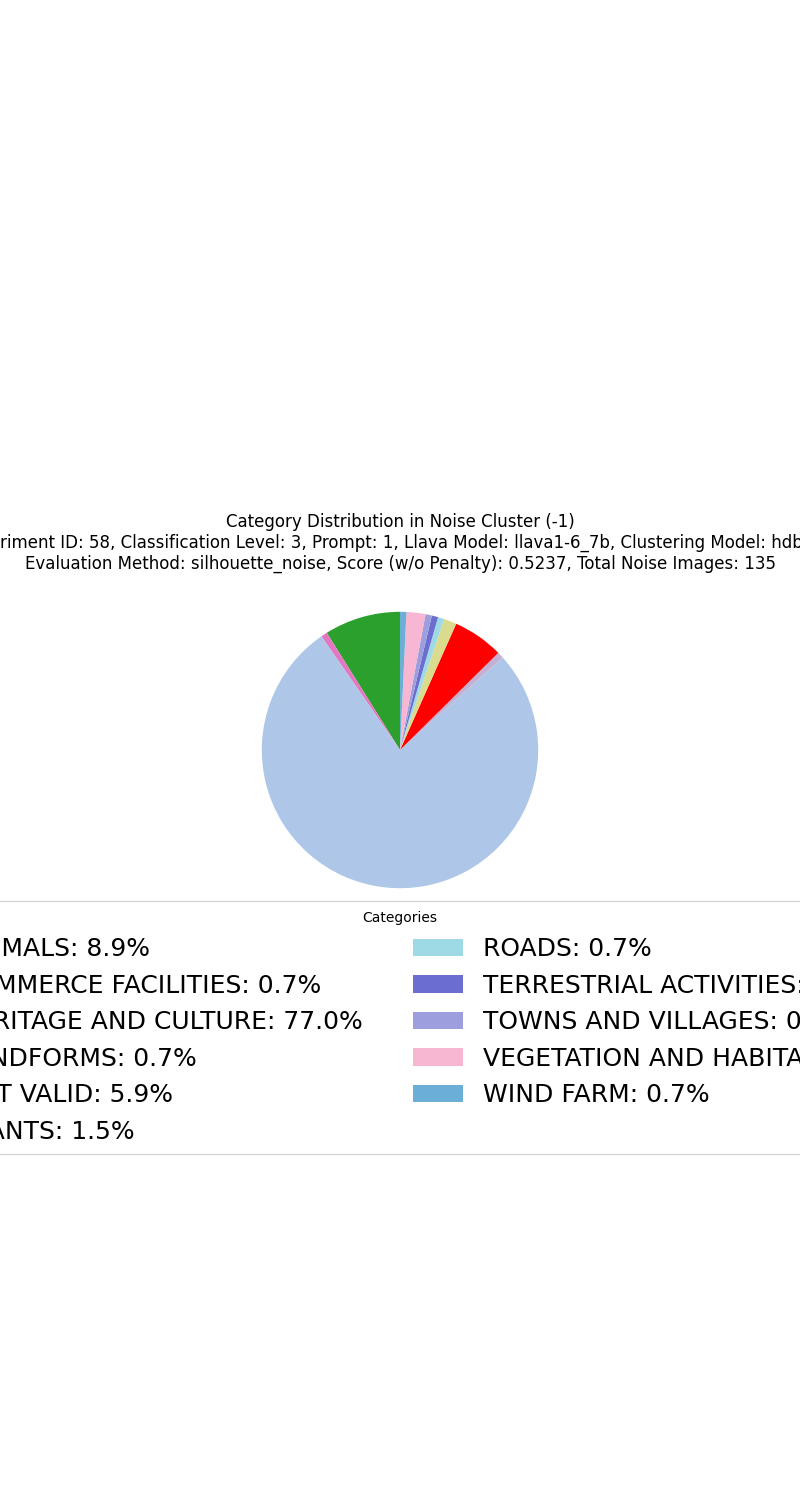 Category Distribution in Noise Cluster (-1)
riment ID: 58, Classification Level: 3, Prompt: 1, Llava Model: llava1-6_7b, Clustering Model: hdb
Evaluation Method: silhouette_noise, Score (w/o Penalty): 0.5237, Total Noise Images: 135
Categories
MALS: 8.9%
MMERCE FACILITIES: 0.7%
RITAGE AND CULTURE: 77.0%
NDFORMS: 0.7%
T VALID: 5.9%
ANTS: 1.5%
ROADS: 0.7%
TERRESTRIAL ACTIVITIES:
TOWNS AND VILLAGES: 0
VEGETATION AND HABITA
WIND FARM: 0.7%